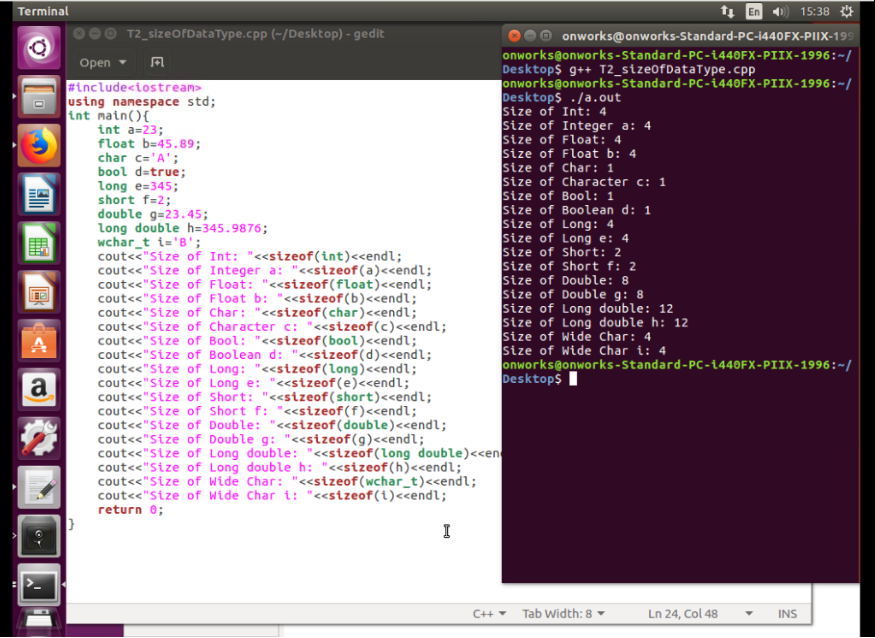 Terminal
En
15:38
T2_sizeOfDataType.cpp (~/Desktop) - gedit
Open
#include<iostream>
using namespace std;
int main(){
    int a=23;
    float b=45.89;
    char c='A';
    bool d=true;
    long e=345;
    short f=2;
    double g=23.45;
    long double h=345.9876;
    wchar_t i='B';
    cout<<"Size of Int: "<<sizeof(int)<<endl;
    cout<<"Size of Integer a: "<<sizeof(a)<<endl;
    cout<<"Size of Float: "<<sizeof(float)<<endl;
    cout<<"Size of Float b: "<<sizeof(b)<<endl;
    cout<<"Size of Char: "<<sizeof(char)<<endl;
    cout<<"Size of Character c: "<<sizeof(c)<<endl;
    cout<<"Size of Bool: "<<sizeof(bool)<<endl;
    cout<<"Size of Boolean d: "<<sizeof(d)<<endl;
    cout<<"Size of Long: "<<sizeof(long)<<endl;
    cout<<"Size of Long e: "<<sizeof(e)<<endl;
    cout<<"Size of Short: "<<sizeof(short)<<endl;
    cout<<"Size of Short f: "<<sizeof(f)<<endl;
    cout<<"Size of Double: "<<sizeof(double)<<endl;
    cout<<"Size of Double g: "<<sizeof(g)<<endl;
    cout<<"Size of Long double: "<<sizeof(long double)<<en
    cout<<"Size of Long double h: "<<sizeof(h)<<endl;
    cout<<"Size of Wide Char: "<<sizeof(wchar_t)<<endl;
    cout<<"Size of Wide Char i: "<<sizeof(i)<<endl;
    return 0;
}
C++
Tab Width: 8
Ln 24, Col 48
INS
onworks@onworks-Standard-PC-i440FX-PIIX-199
onworks@onworks-Standard-PC-i440FX-PIIX-1996:~/
Desktop$ g++ T2_sizeOfDataType.cpp
onworks@onworks-Standard-PC-i440FX-PIIX-1996:~/
Desktop$ ./a.out
Size of Int: 4
Size of Integer a: 4
Size of Float: 4
Size of Float b: 4
Size of Char: 1
Size of Character c: 1
Size of Bool: 1
Size of Boolean d: 1
Size of Long: 4
Size of Long e: 4
Size of Short: 2
Size of Short f: 2
Size of Double: 8
Size of Double g: 8
Size of Long double: 12
Size of Long double h: 12
Size of Wide Char: 4
Size of Wide Char i: 4
onworks@onworks-Standard-PC-i440FX-PIIX-1996:~/
Desktop$